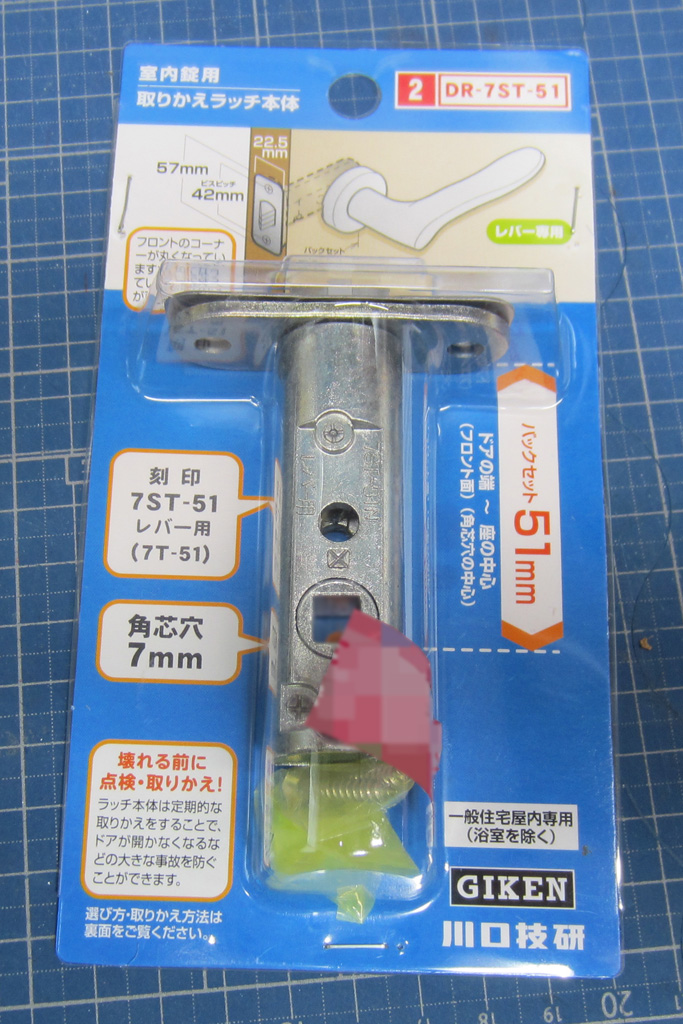 室内錠用
取りかえラッチ本体
2 DR-7ST-51
22.5
mm
57mm
ビスピッチ
42mm
バックセット
レバー専用
フロントのコーナ
ーが丸くなってい
ます
てい
が
刻印
7ST-51
レバー用
(7T-51)
角芯穴
7mm
バックセット 51mm
ドアの端 ～ 座の中心
(フロント面) (角芯穴の中心)
壊れる前に
点検・取りかえ!
ラッチ本体は定期的な
取りかえをすることで、
ドアが開かなくなるな
どの大きな事故を防ぐ
ことができます。
選び方・取りかえ方法は
裏面をご覧ください。
一般住宅屋内専用
(浴室を除く)
GIKEN
川口技研
18
19
20